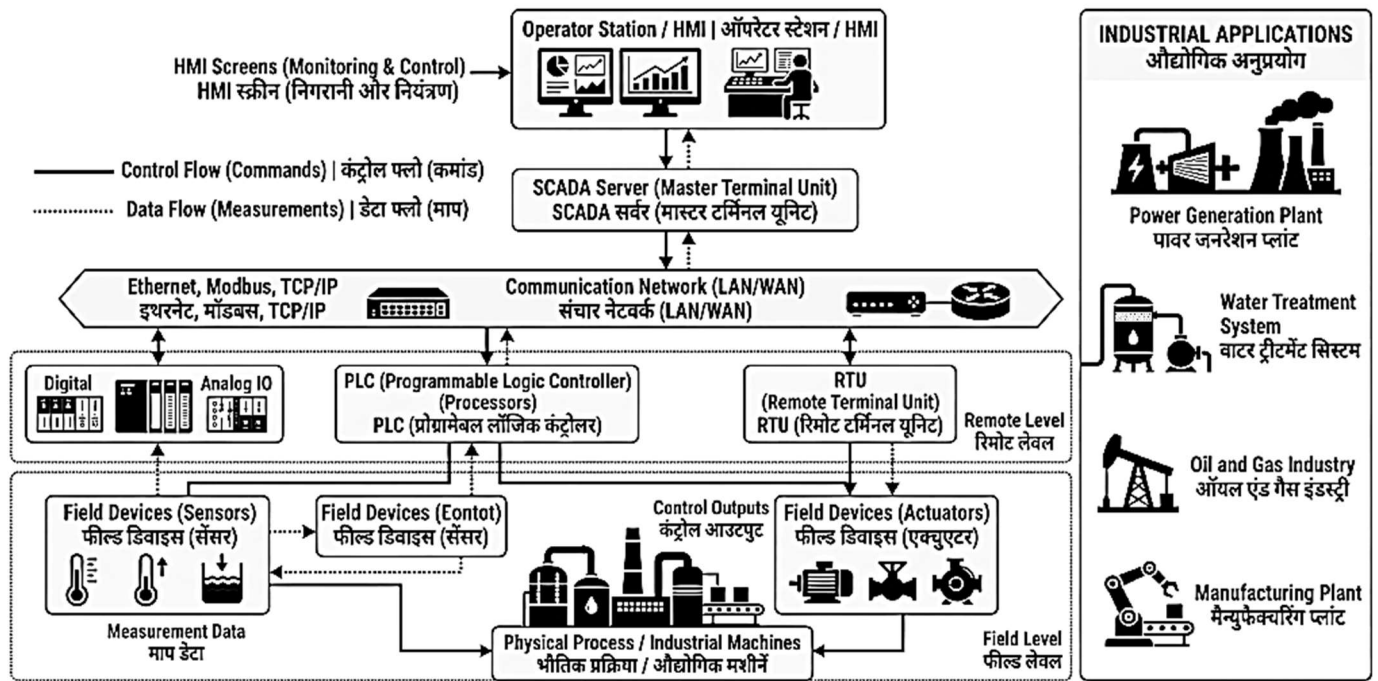 Operator Station / HMI | ऑपरेटर स्टेशन / HMI
HMI Screens (Monitoring & Control)
HMI स्क्रीन (निगरानी और नियंत्रण)
Control Flow (Commands) | कंट्रोल फ्लो (कमांड)
Data Flow (Measurements) | डेटा फ्लो (माप)
SCADA Server (Master Terminal Unit)
SCADA सर्वर (मास्टर टर्मिनल यूनिट)
Ethernet, Modbus, TCP/IP
इथरनेट, मॉडबस, TCP/IP
Communication Network (LAN/WAN)
संचार नेटवर्क (LAN/WAN)
Digital
Analog IO
PLC (Programmable Logic Controller)
(Processors)
PLC (प्रोग्रामेबल लॉजिक कंट्रोलर)
RTU
(Remote Terminal Unit)
RTU (रिमोट टर्मिनल यूनिट)
Remote Level
रिमोट लेवल
Field Devices (Sensors)
फील्ड डिवाइस (सेंसर)
Field Devices (Eontot)
फील्ड डिवाइस (सेंसर)
Control Outputs
कंट्रोल आउटपुट
Field Devices (Actuators)
फील्ड डिवाइस (एक्चुएटर)
Measurement Data
माप डेटा
Physical Process / Industrial Machines
भौतिक प्रक्रिया / औद्योगिक मशीनें
Field Level
फील्ड लेवल
INDUSTRIAL APPLICATIONS
औद्योगिक अनुप्रयोग
Power Generation Plant
पावर जनरेशन प्लांट
Water Treatment
System
वाटर ट्रीटमेंट सिस्टम
Oil and Gas Industry
ऑयल एंड गैस इंडस्ट्री
Manufacturing Plant
मैन्युफैक्चरिंग प्लांट